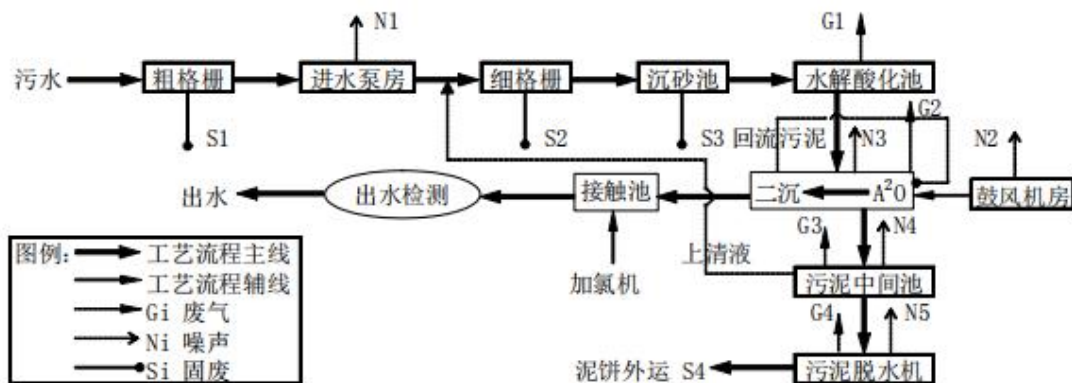 N1
G1
污水
粗格栅
进水泵房
细格栅
沉砂池
水解酸化池
S1
S2
S3
回流污泥
N3
G2
N2
出水
出水检测
接触池
二沉
A²O
鼓风机房
加氯机
上清液
G3
N4
污泥中间池
G4
N5
泥饼外运 S4
污泥脱水机
图例:
工艺流程主线
工艺流程辅线
Gi 废气
Ni 噪声
Si 固废